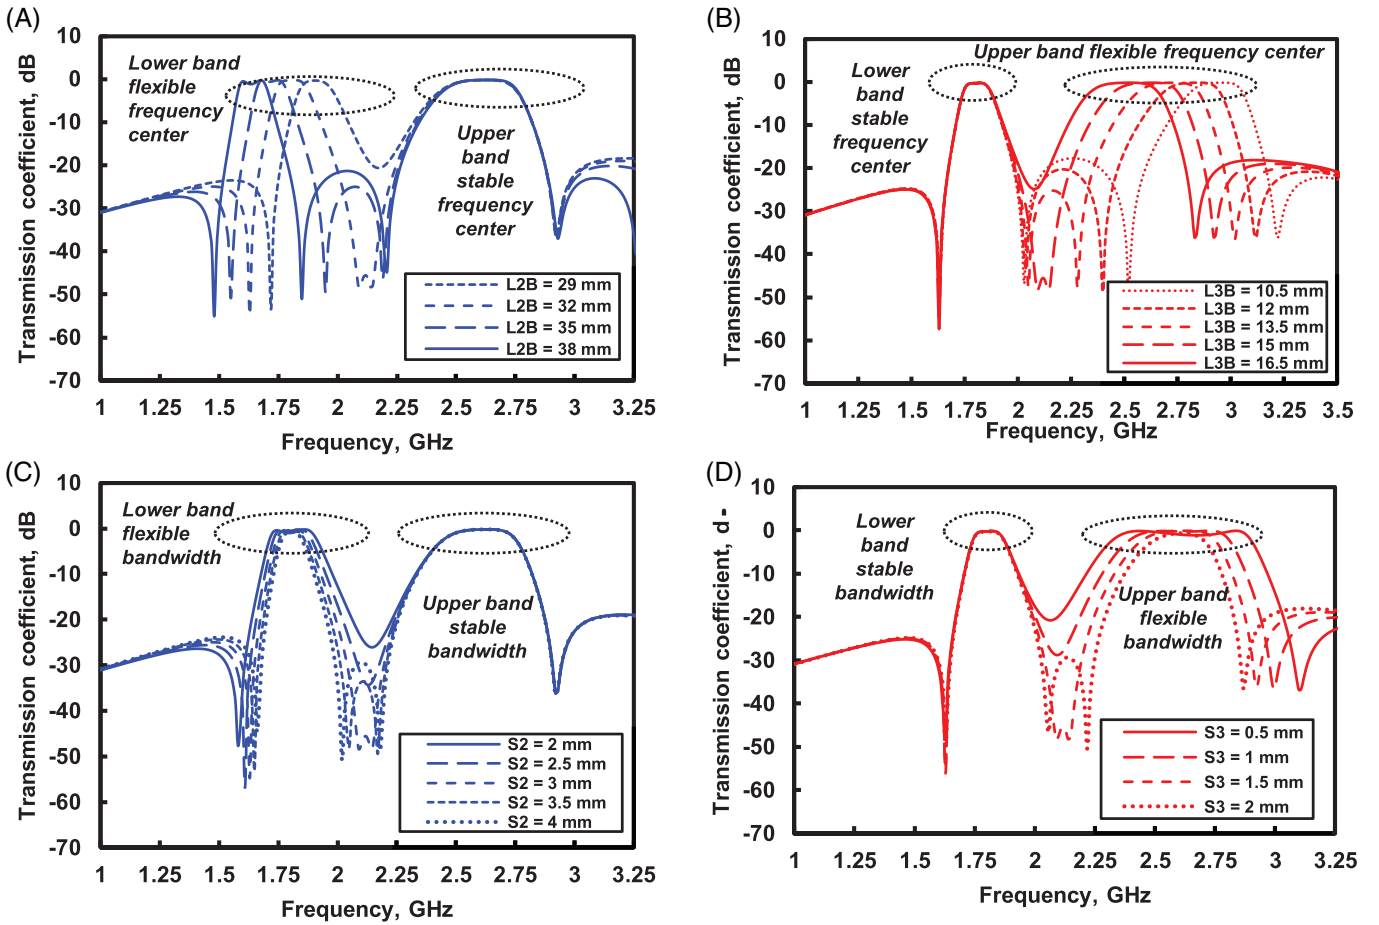 (A)
Transmission coefficient, dB
10
0
-10
-20
-30
-40
-50
-60
-70
Lower band
flexible
frequency
center
Upper
band
stable
frequency
center
L2B = 29 mm
L2B = 32 mm
L2B = 35 mm
L2B = 38 mm
1 1.25 1.5 1.75 2 2.25 2.5 2.75 3 3.25
Frequency, GHz
(B)
Transmission coefficient, dB
10
0
-10
-20
-30
-40
-50
-60
-70
Upper band flexible frequency center
Lower
band
stable
frequency
center
L3B = 10.5 mm
L3B = 12 mm
L3B = 13.5 mm
L3B = 15 mm
L3B = 16.5 mm
1 1.25 1.5 1.75 2 2.25 2.5 2.75 3 3.25 3.5
Frequency, GHz
(C)
Transmission coefficient, dB
10
0
-10
-20
-30
-40
-50
-60
-70
Lower band
flexible
bandwidth
Upper band
stable
bandwidth
S2 = 2 mm
S2 = 2.5 mm
S2 = 3 mm
S2 = 3.5 mm
S2 = 4 mm
1 1.25 1.5 1.75 2 2.25 2.5 2.75 3 3.25
Frequency, GHz
(D)
Transmission coefficient, d
10
0
-10
-20
-30
-40
-50
-60
-70
Lower
band
stable
bandwidth
Upper band
flexible
bandwidth
S3 = 0.5 mm
S3 = 1 mm
S3 = 1.5 mm
S3 = 2 mm
1 1.25 1.5 1.75 2 2.25 2.5 2.75 3 3.25
Frequency, GHz